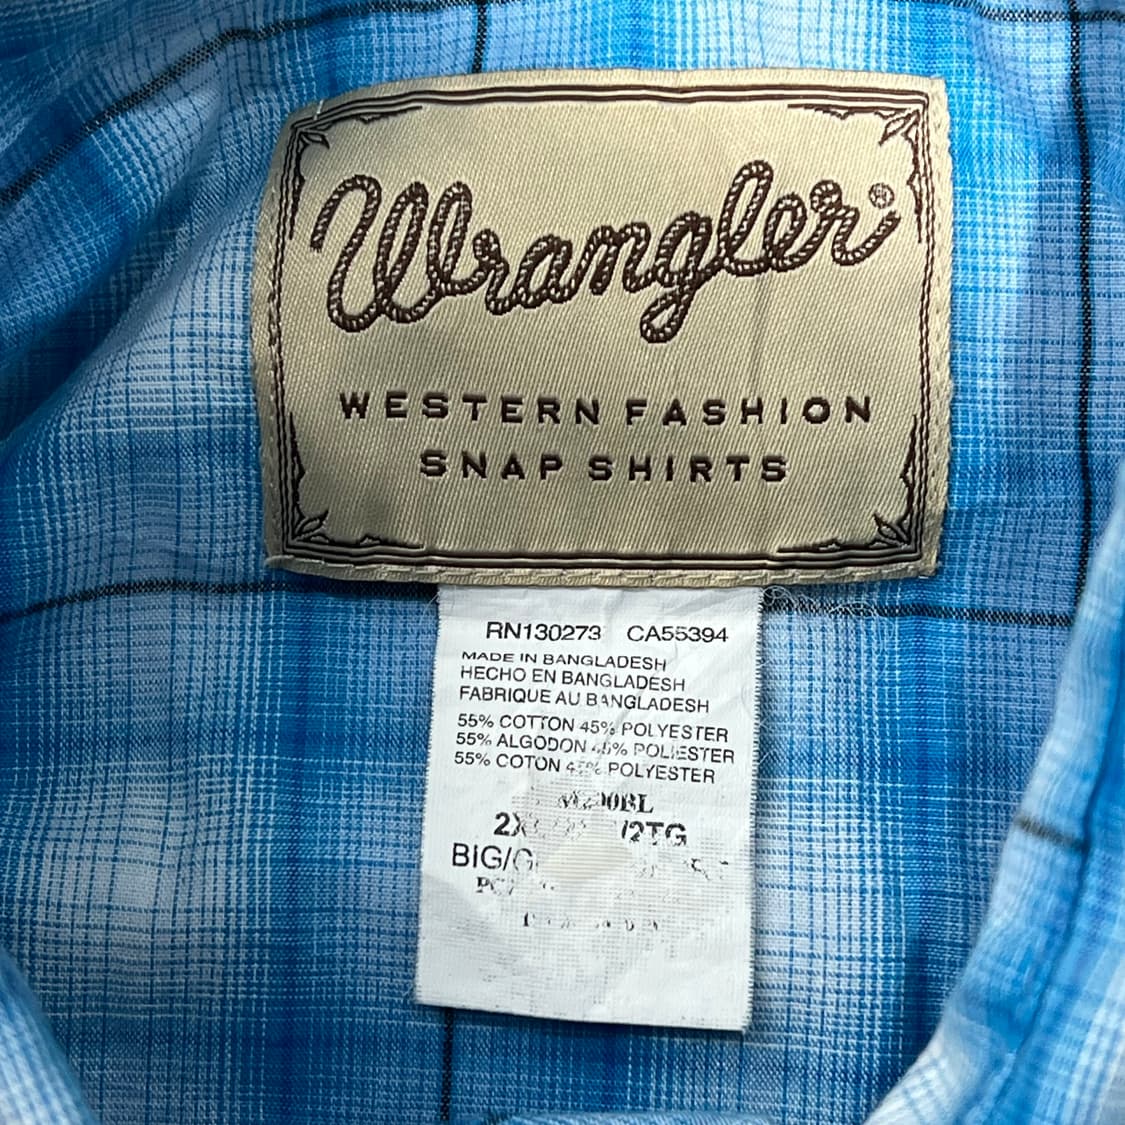 Wrangler®
WESTERN FASHION
SNAP SHIRTS
RN130273 CA55394
MADE IN BANGLADESH
HECHO EN BANGLADESH
FABRIQUE AU BANGLADESH
55% COTTON 45% POLYESTER
55% ALGODON 45% POLIESTER
55% COTON 45% POLYESTER
/2TG